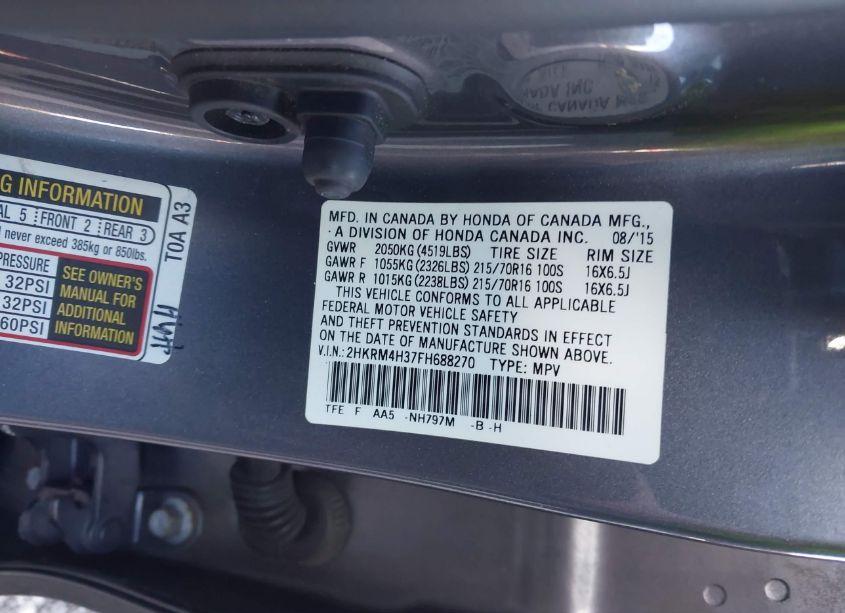 G INFORMATION
AL 5 FRONT 2 REAR 3
never exceed 385kg or 850lbs.
PRESSURE
32PSI
32PSI
60PSI
SEE OWNER'S
MANUAL FOR
ADDITIONAL
INFORMATION
T0A A3
MFD. IN CANADA BY HONDA OF CANADA MFG.,
A DIVISION OF HONDA CANADA INC. 08/'15
GVWR 2050KG (4519LBS) TIRE SIZE RIM SIZE
GAWR F 1055KG (2326LBS) 215/70R16 100S 16X6.5J
GAWR R 1015KG (2238LBS) 215/70R16 100S 16X6.5J
THIS VEHICLE CONFORMS TO ALL APPLICABLE
FEDERAL MOTOR VEHICLE SAFETY
AND THEFT PREVENTION STANDARDS IN EFFECT
ON THE DATE OF MANUFACTURE SHOWN ABOVE.
V.I.N.: 2HKRM4H37FH688270 TYPE: MPV
TFE F AA5 -NH797M -B -H